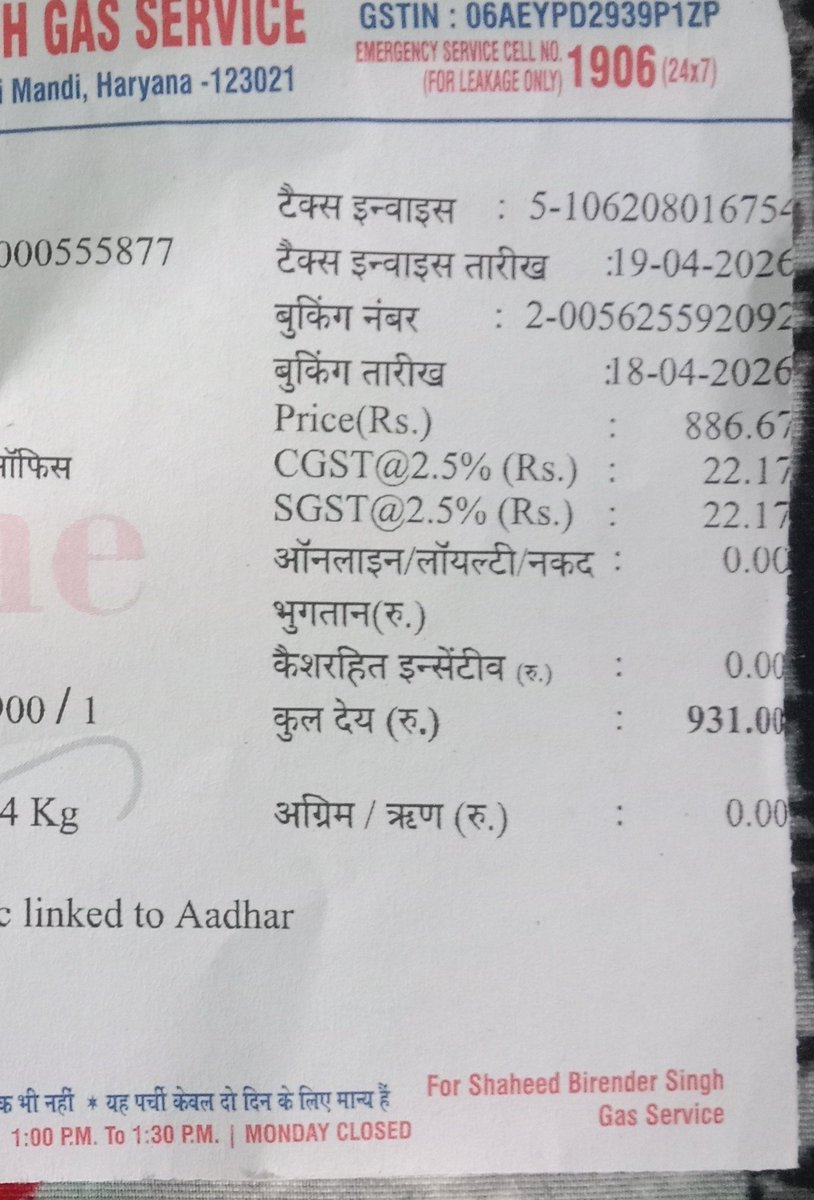 H GAS SERVICE
GSTIN : 06AEYPD2939P1ZP
EMERGENCY SERVICE CELL NO. 1906 (24x7)
(FOR LEAKAGE ONLY)
i Mandi, Haryana -123021
टैक्स इन्वाइस : 5-106208016754
000555877
टैक्स इन्वाइस तारीख :19-04-2026
बुकिंग नंबर : 2-005625592092
बुकिंग तारीख :18-04-2026
Price(Rs.) : 886.67
ऑफिस
CGST@2.5% (Rs.) : 22.17
SGST@2.5% (Rs.) : 22.17
ne
ऑनलाइन/लॉयल्टी/नकद : 0.00
भुगतान(रु.)
कैशरहित इन्सेंटीव (रु.) : 0.00
00 / 1
कुल देय (रु.) : 931.00
4 Kg
अग्रिम / ऋण (रु.) : 0.00
c linked to Aadhar
क भी नहीं * यह पर्ची केवल दो दिन के लिए मान्य हैं
1:00 P.M. To 1:30 P.M. | MONDAY CLOSED
For Shaheed Birender Singh
Gas Service